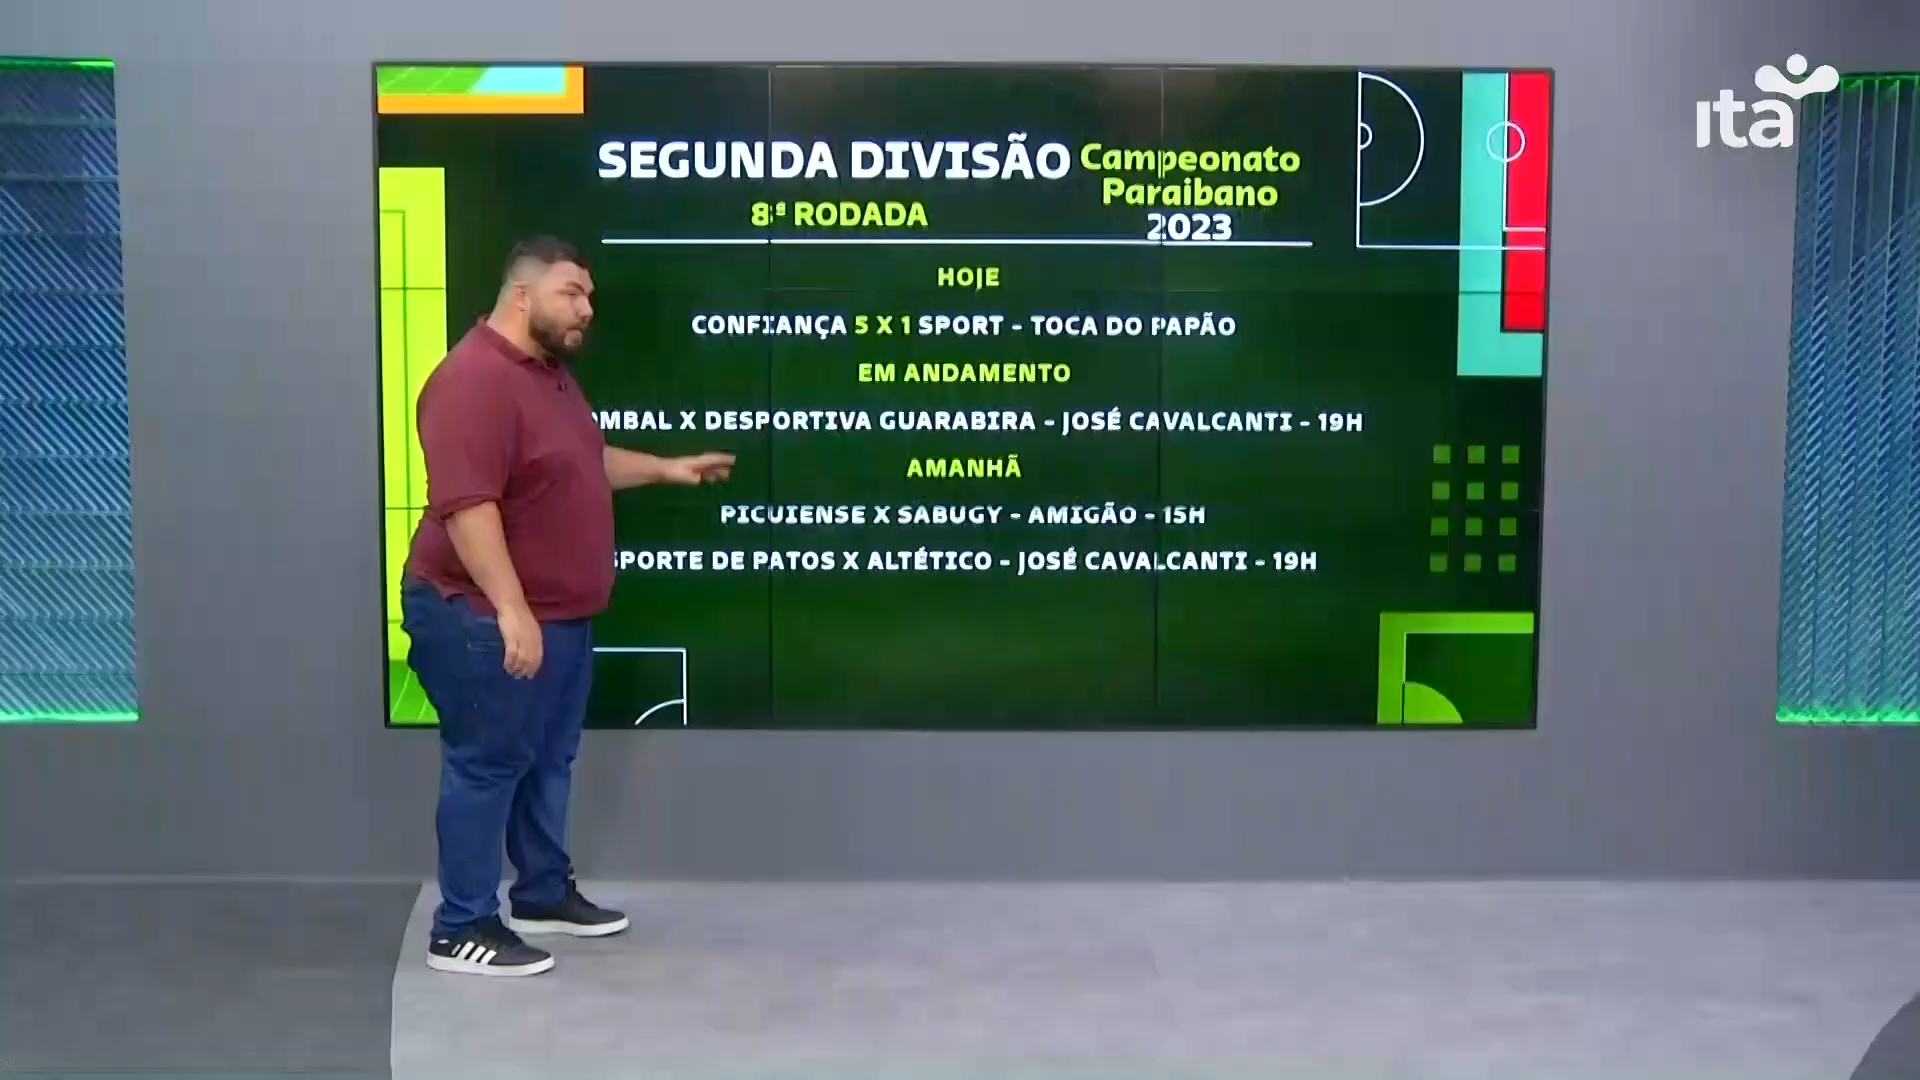 ita
SEGUNDA DIVISÃO
8ª RODADA
Campeonato
Paraibano
2023
HOJE
CONFIANÇA 5 X 1 SPORT - TOCA DO PAPÃO
EM ANDAMENTO
X DESPORTIVA GUARABIRA - JOSÉ CAVALCANTI - 19H
AMANHÃ
PICUIENSE X SABUGY - AMIGÃO - 15H
DE PATOS X ALTÉTICO - JOSÉ CAVALCANTI - 19H